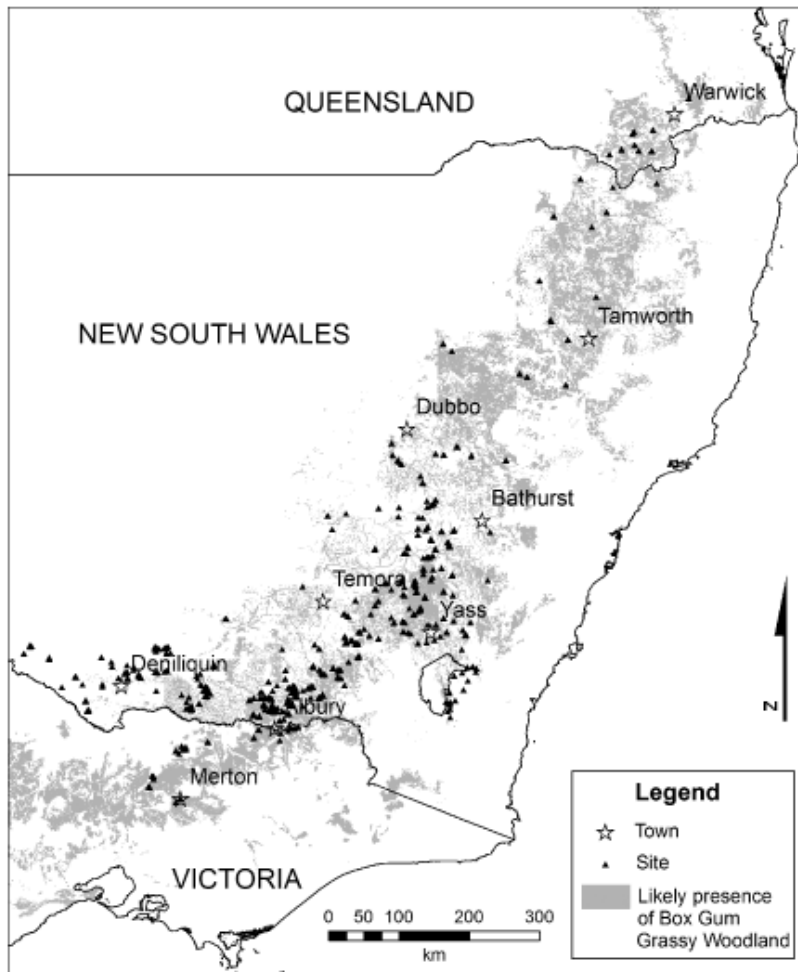 Warwick
QUEENSLAND
NEW SOUTH WALES
Tamworth
Dubbo
Bathurst
Temora
Yass
Deniliquin
Albury
Merton
VICTORIA
N
Legend
Town
Site
Likely presence
of Box Gum
Grassy Woodland
0 50 100 200 300
km